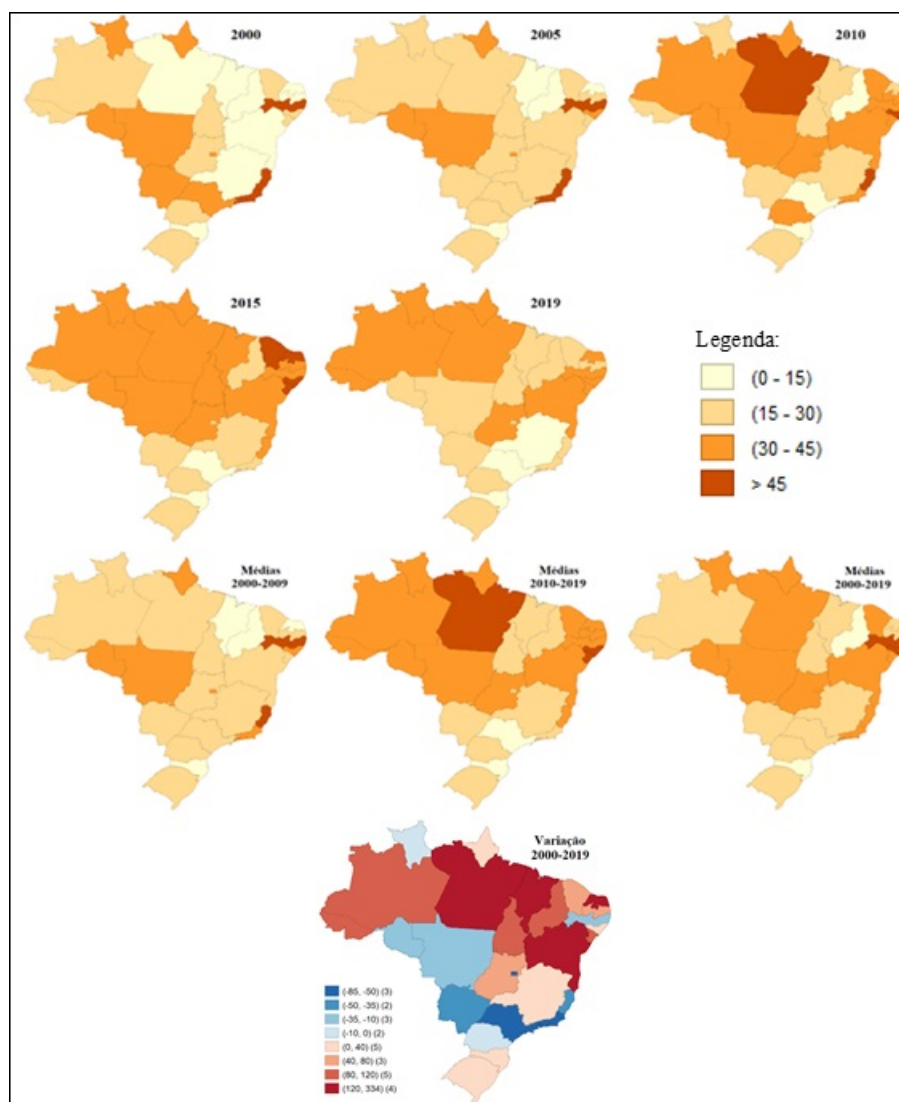 2000
2005
2010
2015
2019
Legenda:
(0 - 15)
(15 - 30)
(30 - 45)
> 45
Médias
2000-2009
Médias
2010-2019
Médias
2000-2019
Variação
2000-2019
(-85, -50) (3)
(-50, -35) (2)
(-35, -10) (3)
(-10, 0) (2)
(0, 40) (5)
(40, 80) (3)
(80, 120) (5)
(120, 334) (4)